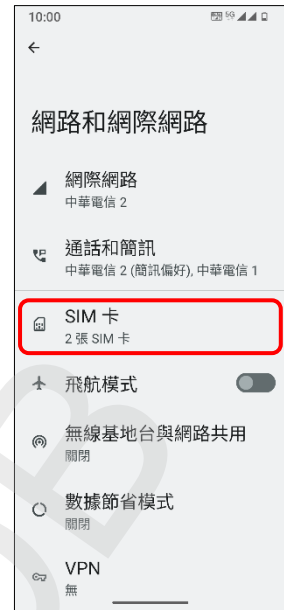 10:00 5G
網路和網際網路
網際網路
中華電信 2
通話和簡訊
中華電信 2 (簡訊偏好), 中華電信 1
SIM 卡
2 張 SIM 卡
飛航模式
無線基地台與網路共用
關閉
數據節省模式
關閉
VPN
無